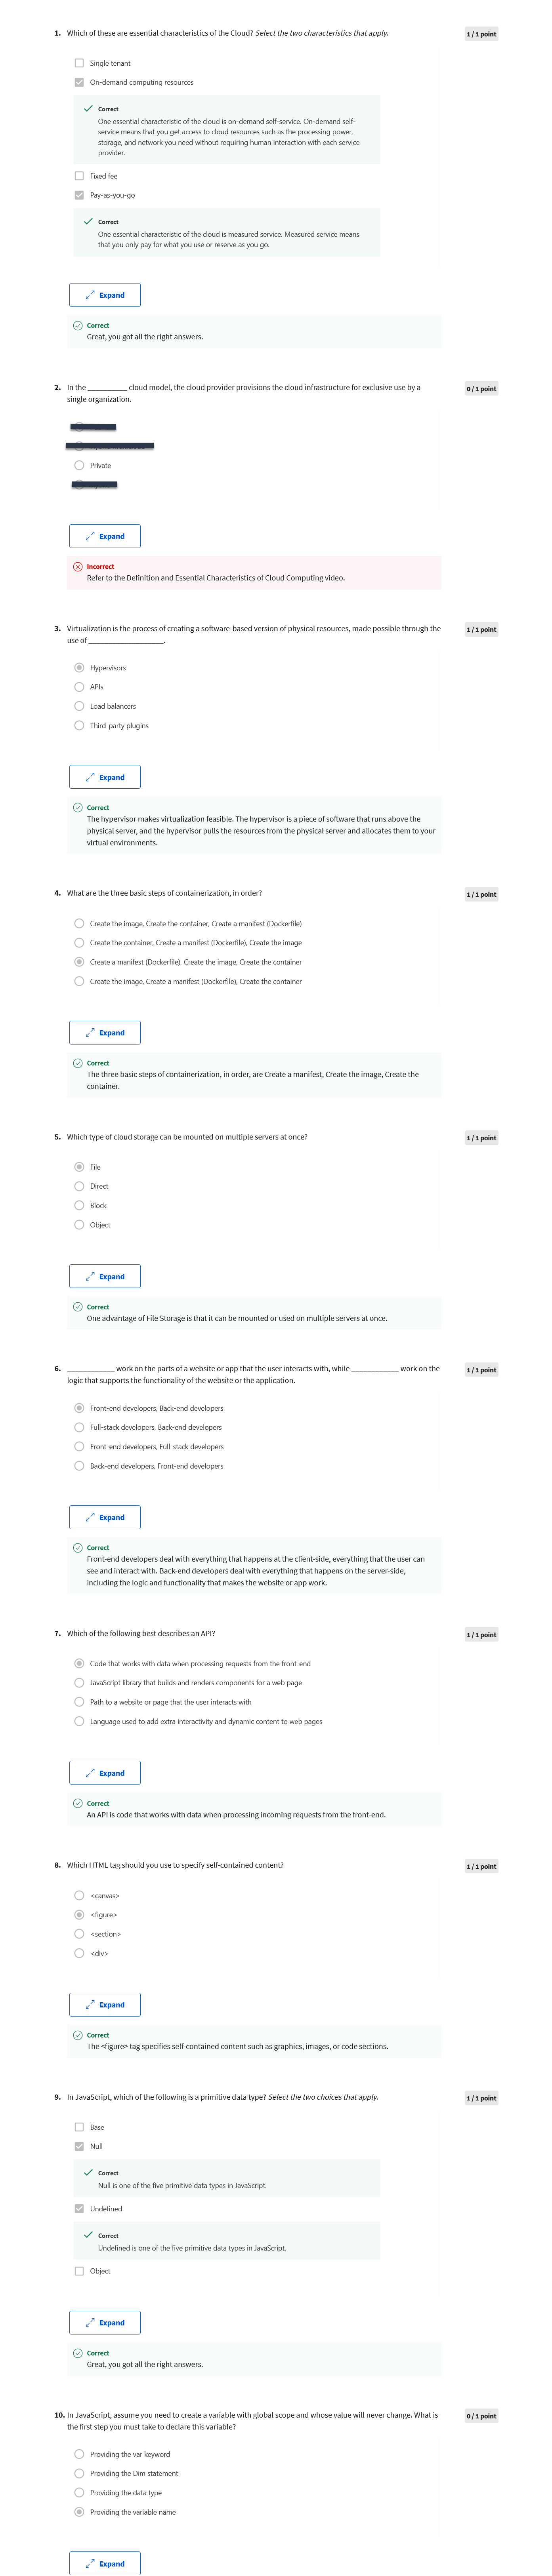 1. Which of these are essential characteristics of the Cloud? Select the two characteristics that apply.
1 / 1 point
Single tenant
On-demand computing resources
Correct
One essential characteristic of the cloud is on-demand self-service. On-demand self-
service means that you get access to cloud resources such as the processing power,
storage, and network you need without requiring human interaction with each service
provider.
Fixed fee
Pay-as-you-go
Correct
One essential characteristic of the cloud is measured service. Measured service means
that you only pay for what you use or reserve as you go.
Expand
Correct
Great, you got all the right answers.
2. In the __________ cloud model, the cloud provider provisions the cloud infrastructure for exclusive use by a
single organization.
0 / 1 point
Private
Expand
Incorrect
Refer to the Definition and Essential Characteristics of Cloud Computing video.
3. Virtualization is the process of creating a software-based version of physical resources, made possible through the
use of ___________________.
1 / 1 point
Hypervisors
APIs
Load balancers
Third-party plugins
Expand
Correct
The hypervisor makes virtualization feasible. The hypervisor is a piece of software that runs above the
physical server, and the hypervisor pulls the resources from the physical server and allocates them to your
virtual environments.
4. What are the three basic steps of containerization, in order?
1 / 1 point
Create the image, Create the container, Create a manifest (Dockerfile)
Create the container, Create a manifest (Dockerfile), Create the image
Create a manifest (Dockerfile), Create the image, Create the container
Create the image, Create a manifest (Dockerfile), Create the container
Expand
Correct
The three basic steps of containerization, in order, are Create a manifest, Create the image, Create the
container.
5. Which type of cloud storage can be mounted on multiple servers at once?
1 / 1 point
File
Direct
Block
Object
Expand
Correct
One advantage of File Storage is that it can be mounted or used on multiple servers at once.
6. ____________ work on the parts of a website or app that the user interacts with, while ____________ work on the
logic that supports the functionality of the website or the application.
1 / 1 point
Front-end developers, Back-end developers
Full-stack developers, Back-end developers
Front-end developers, Full-stack developers
Back-end developers, Front-end developers
Expand
Correct
Front-end developers deal with everything that happens at the client-side, everything that the user can
see and interact with. Back-end developers deal with everything that happens on the server-side,
including the logic and functionality that makes the website or app work.
7. Which of the following best describes an API?
1 / 1 point
Code that works with data when processing requests from the front-end
JavaScript library that builds and renders components for a web page
Path to a website or page that the user interacts with
Language used to add extra interactivity and dynamic content to web pages
Expand
Correct
An API is code that works with data when processing incoming requests from the front-end.
8. Which HTML tag should you use to specify self-contained content?
1 / 1 point
<canvas>
<figure>
<section>
<div>
Expand
Correct
The <figure> tag specifies self-contained content such as graphics, images, or code sections.
9. In JavaScript, which of the following is a primitive data type? Select the two choices that apply.
1 / 1 point
Base
Null
Correct
Null is one of the five primitive data types in JavaScript.
Undefined
Correct
Undefined is one of the five primitive data types in JavaScript.
Object
Expand
Correct
Great, you got all the right answers.
10. In JavaScript, assume you need to create a variable with global scope and whose value will never change. What is
the first step you must take to declare this variable?
0 / 1 point
Providing the var keyword
Providing the Dim statement
Providing the data type
Providing the variable name
Expand